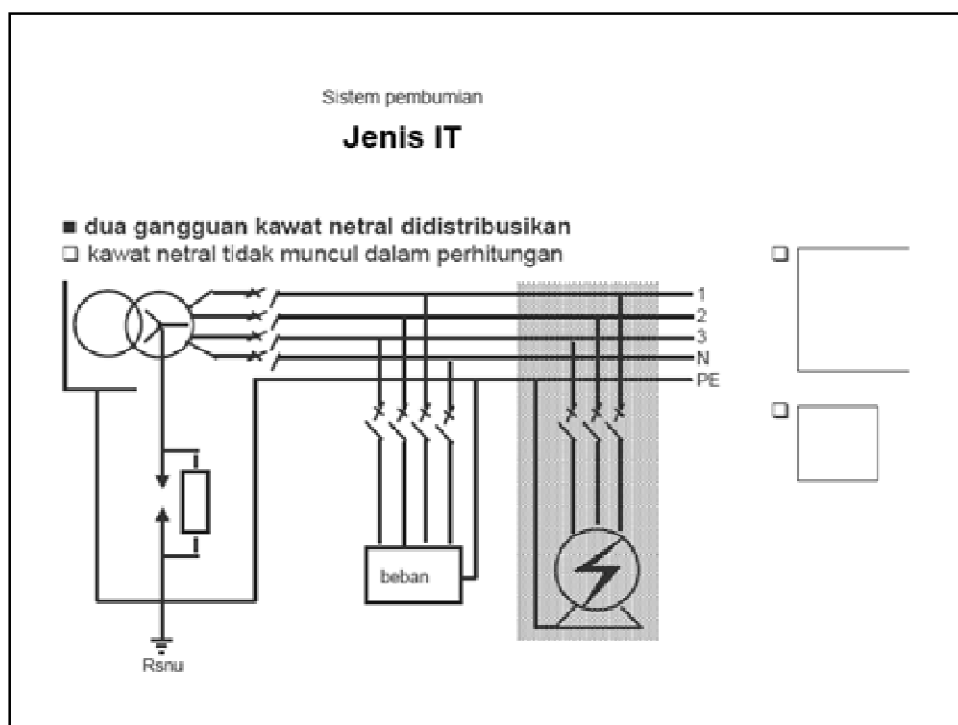 Sistem pembumian
Jenis IT
■ dua gangguan kawat netral didistribusikan
❑ kawat netral tidak muncul dalam perhitungan
❑
1
2
3
N
PE
❑
beban
Rsnu